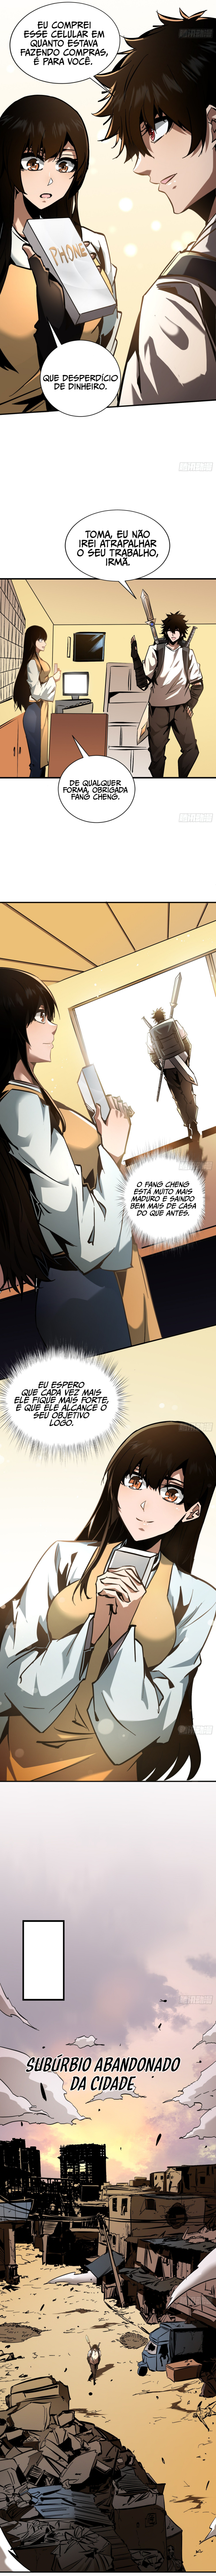 EU COMPREI
ESSE CELULAR EM
QUANTO ESTAVA
FAZENDO COMPRAS,
É PARA VOCÊ.
PHONE
QUE DESPERDÍCIO
DE DINHEIRO.
TOMA, EU NÃO
IREI ATRAPALHAR
O SEU TRABALHO,
IRMÃ.
DE QUALQUER
FORMA, OBRIGADA
FANG CHENG.
O FANG CHENG
ESTÁ MUITO MAIS
MADURO E SAINDO
BEM MAIS DE CASA
DO QUE ANTES.
EU ESPERO
QUE CADA VEZ MAIS
ELE FIQUE MAIS FORTE,
E QUE ELE ALCANCE O
SEU OBJETIVO
LOGO.
SUBÚRBIO ABANDONADO
DA CIDADE